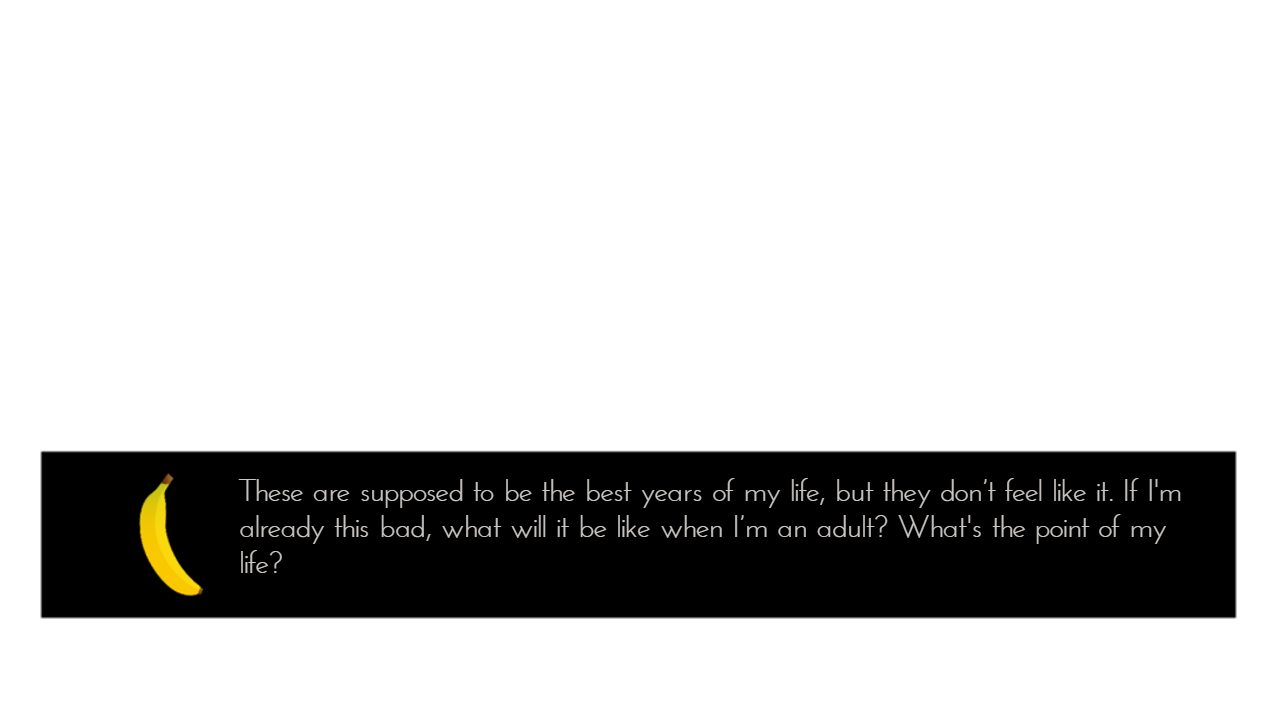 These are supposed to be the best years of my life, but they don't feel like it. If I'm
already this bad, what will it be like when I'm an adult? What's the point of my
life?